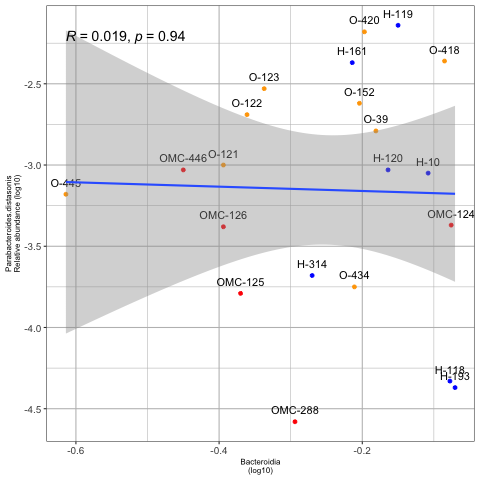 H-119
O-420
R = 0.019, p = 0.94
H-161
O-418
O-123
O-152
O-122
O-39
OMC-446
O-121
H-120
H-10
O-445
OMC-126
OMC-124
H-314
O-434
OMC-125
H-118
H-193
OMC-288
-2.5
-3.0
-3.5
-4.0
-4.5
-0.6
-0.4
-0.2
Parabacteroides.distasonis
Relative abundance (log10)
Bacteroidia
(log10)